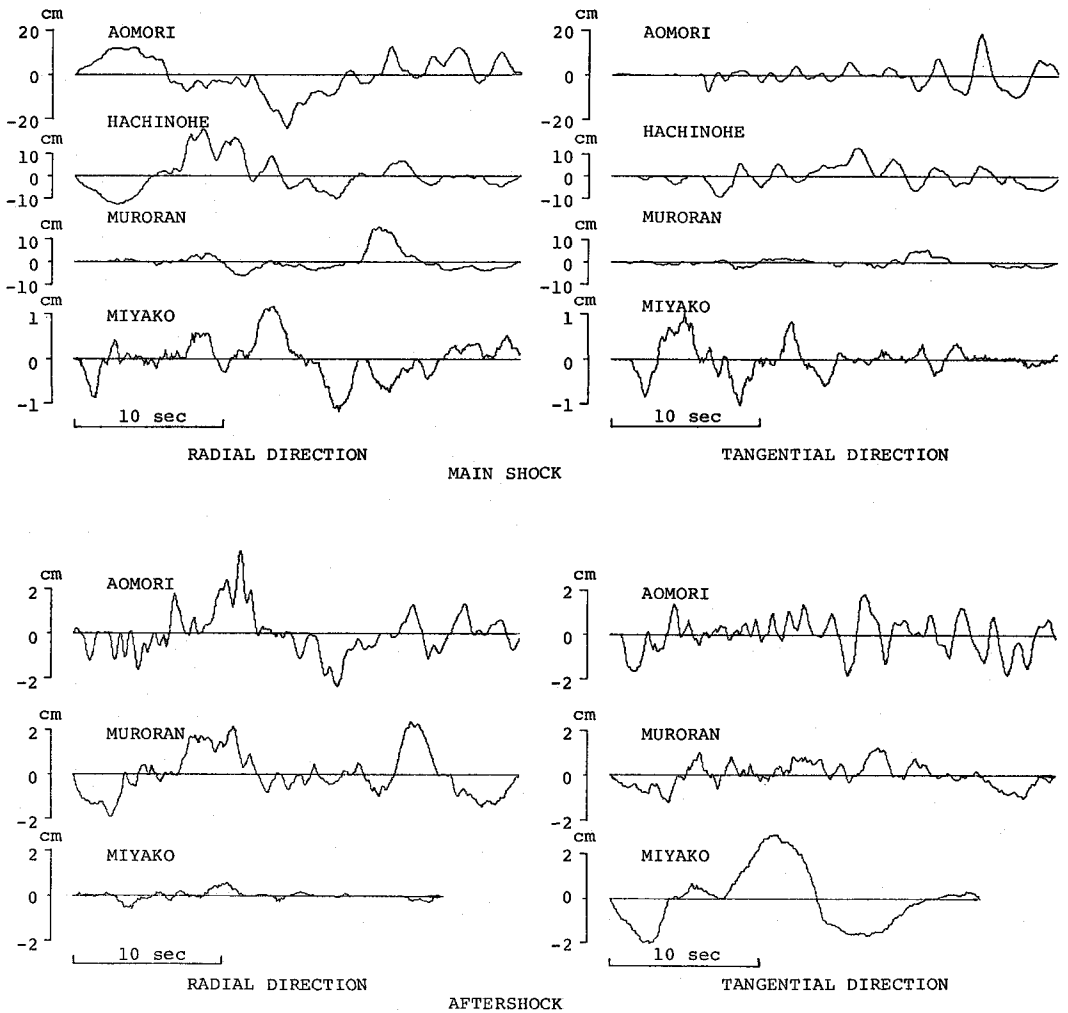 cm
20
0
-20
AOMORI
cm
10
0
-10
HACHINOHE
cm
10
0
-10
MURORAN
cm
1
0
-1
MIYAKO
10 sec
RADIAL DIRECTION
cm
20
0
-20
AOMORI
cm
10
0
-10
HACHINOHE
cm
10
0
-10
MURORAN
cm
1
0
-1
MIYAKO
10 sec
TANGENTIAL DIRECTION
MAIN SHOCK
cm
2
0
-2
AOMORI
cm
2
0
-2
MURORAN
cm
2
0
-2
MIYAKO
10 sec
RADIAL DIRECTION
cm
2
0
-2
AOMORI
cm
2
0
-2
MURORAN
cm
2
0
-2
MIYAKO
10 sec
TANGENTIAL DIRECTION
AFTERSHOCK